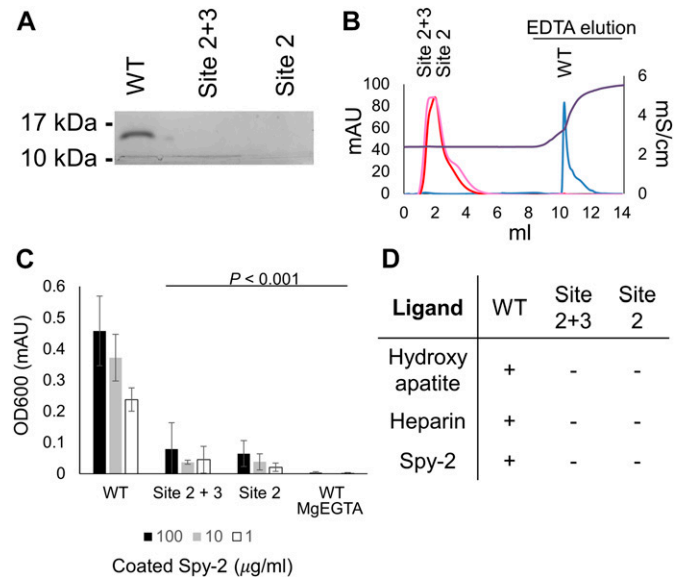 A
WT
Site 2+3
Site 2
17 kDa -
10 kDa -
B
Site 2+3
Site 2
EDTA elution
WT
100
80
60
40
20
0
mAU
6
5
4
3
2
1
0
mS/cm
0 2 4 6 8 10 12 14
ml
C
P < 0.001
0.6
0.5
0.4
0.3
0.2
0.1
0
OD600 (mAU)
WT Site 2 + 3 Site 2 WT
MgEGTA
100 10 1
Coated Spy-2 (µg/ml)
D
Ligand WT Site 2+3 Site 2
Hydroxy
apatite + - -
Heparin + - -
Spy-2 + - -